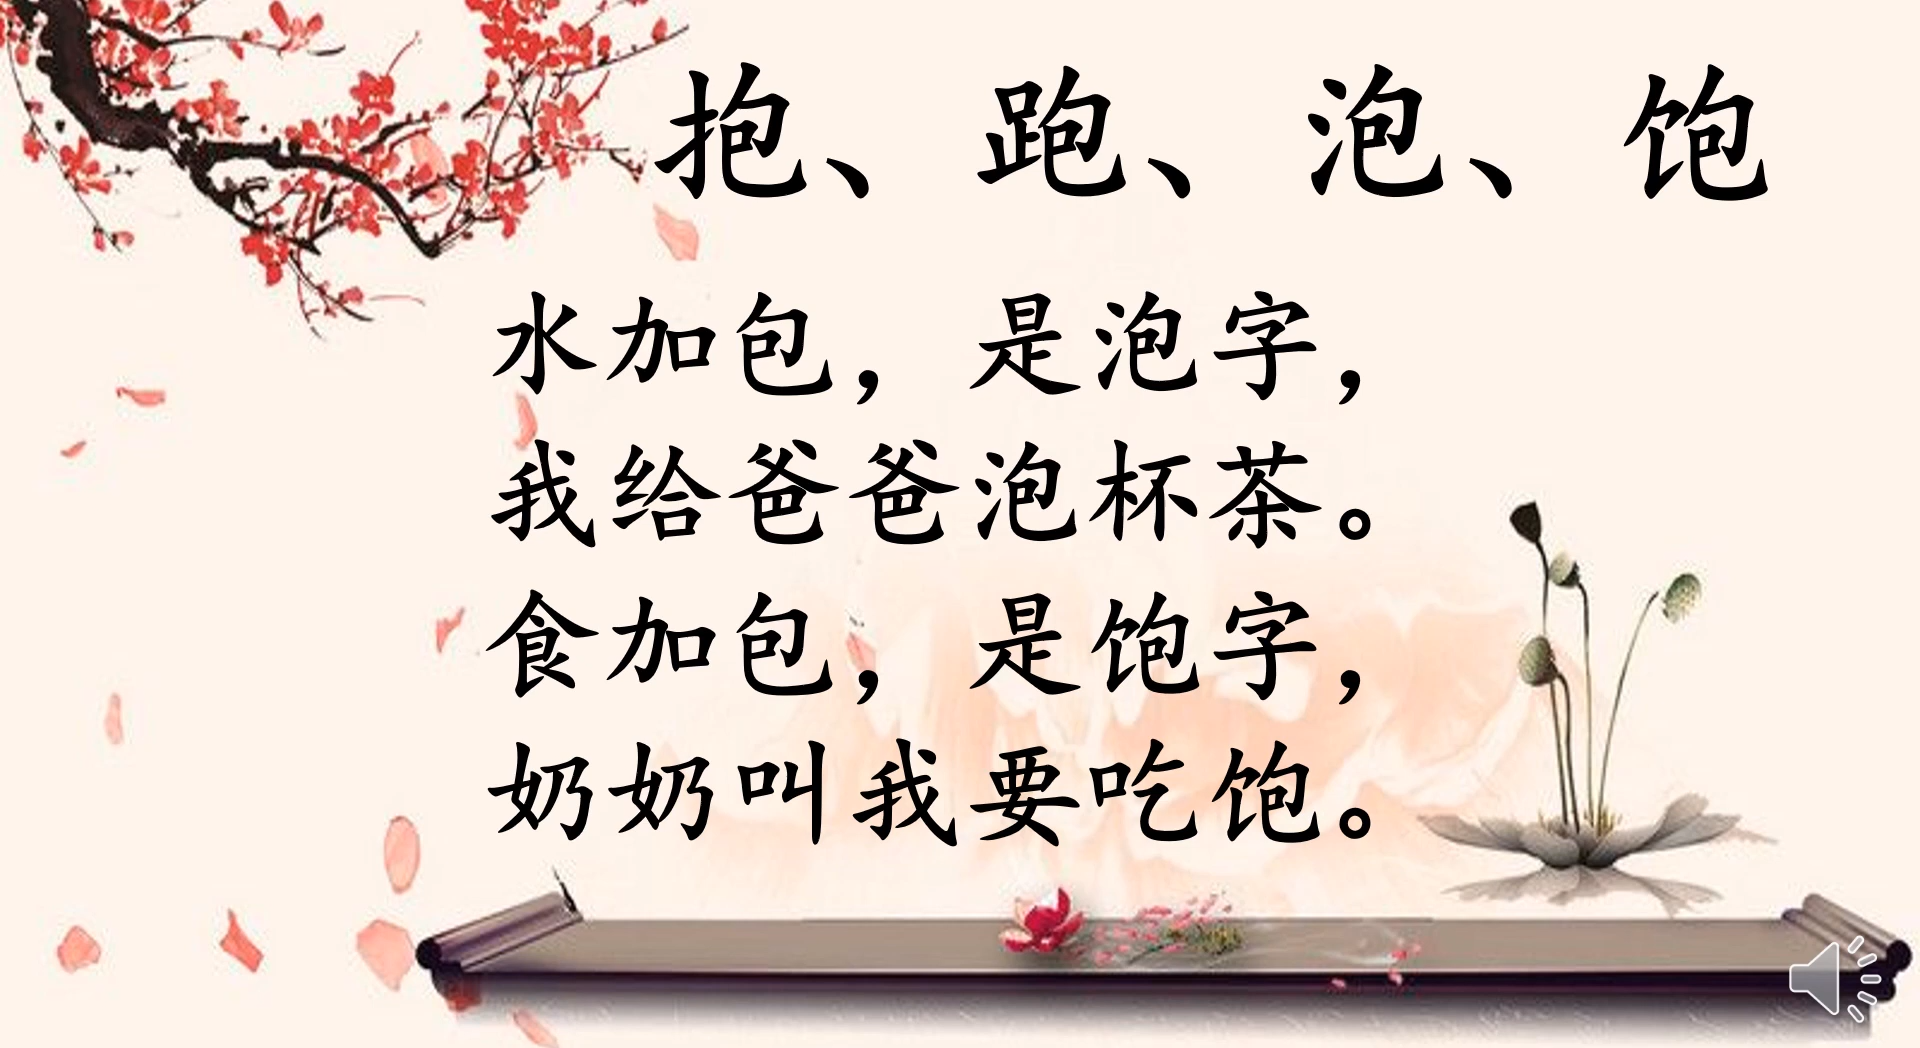 抱、跑、泡、饱
水加包，是泡字，
我给爸爸泡杯茶。
食加包，是饱字，
奶奶叫我要吃饱。